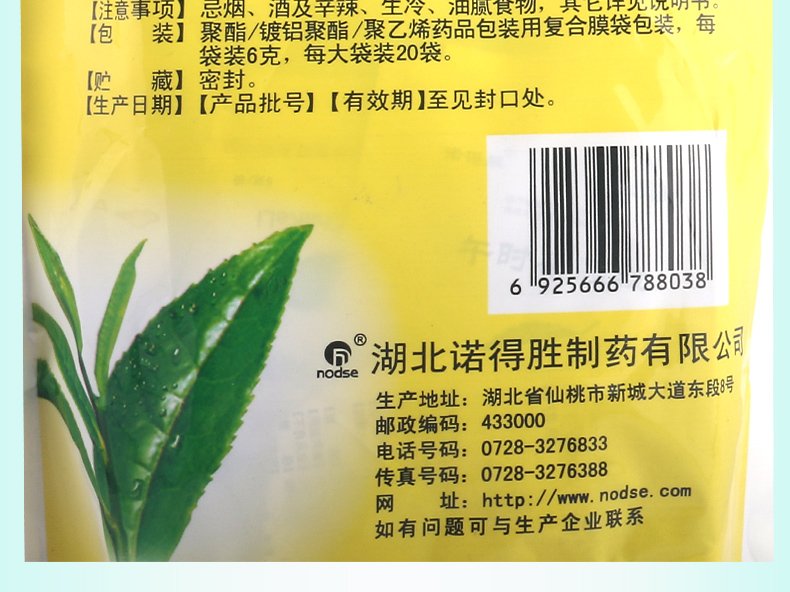 【注意事项】忌烟、酒及辛辣、生冷、油腻食物，其它详见说明书。
【包 装】聚酯/镀铝聚酯/聚乙烯药品包装用复合膜袋包装，每
袋装6克，每大袋装20袋。
【贮 藏】密封。
【生产日期】【产品批号】【有效期】至见封口处。
午时
6 925666 788038
nodse ® 湖北诺得胜制药有限公司
生产地址：湖北省仙桃市新城大道东段8号
邮政编码：433000
电话号码：0728-3276833
传真号码：0728-3276388
网 址：http://www.nodse.com
如有问题可与生产企业联系